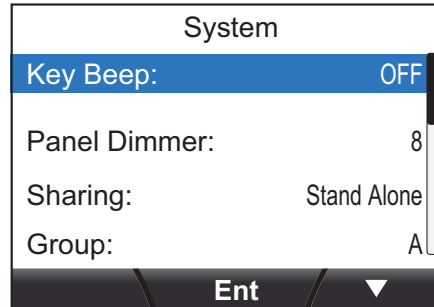 System
Key Beep: OFF
Panel Dimmer: 8
Sharing: Stand Alone
Group: A
Ent